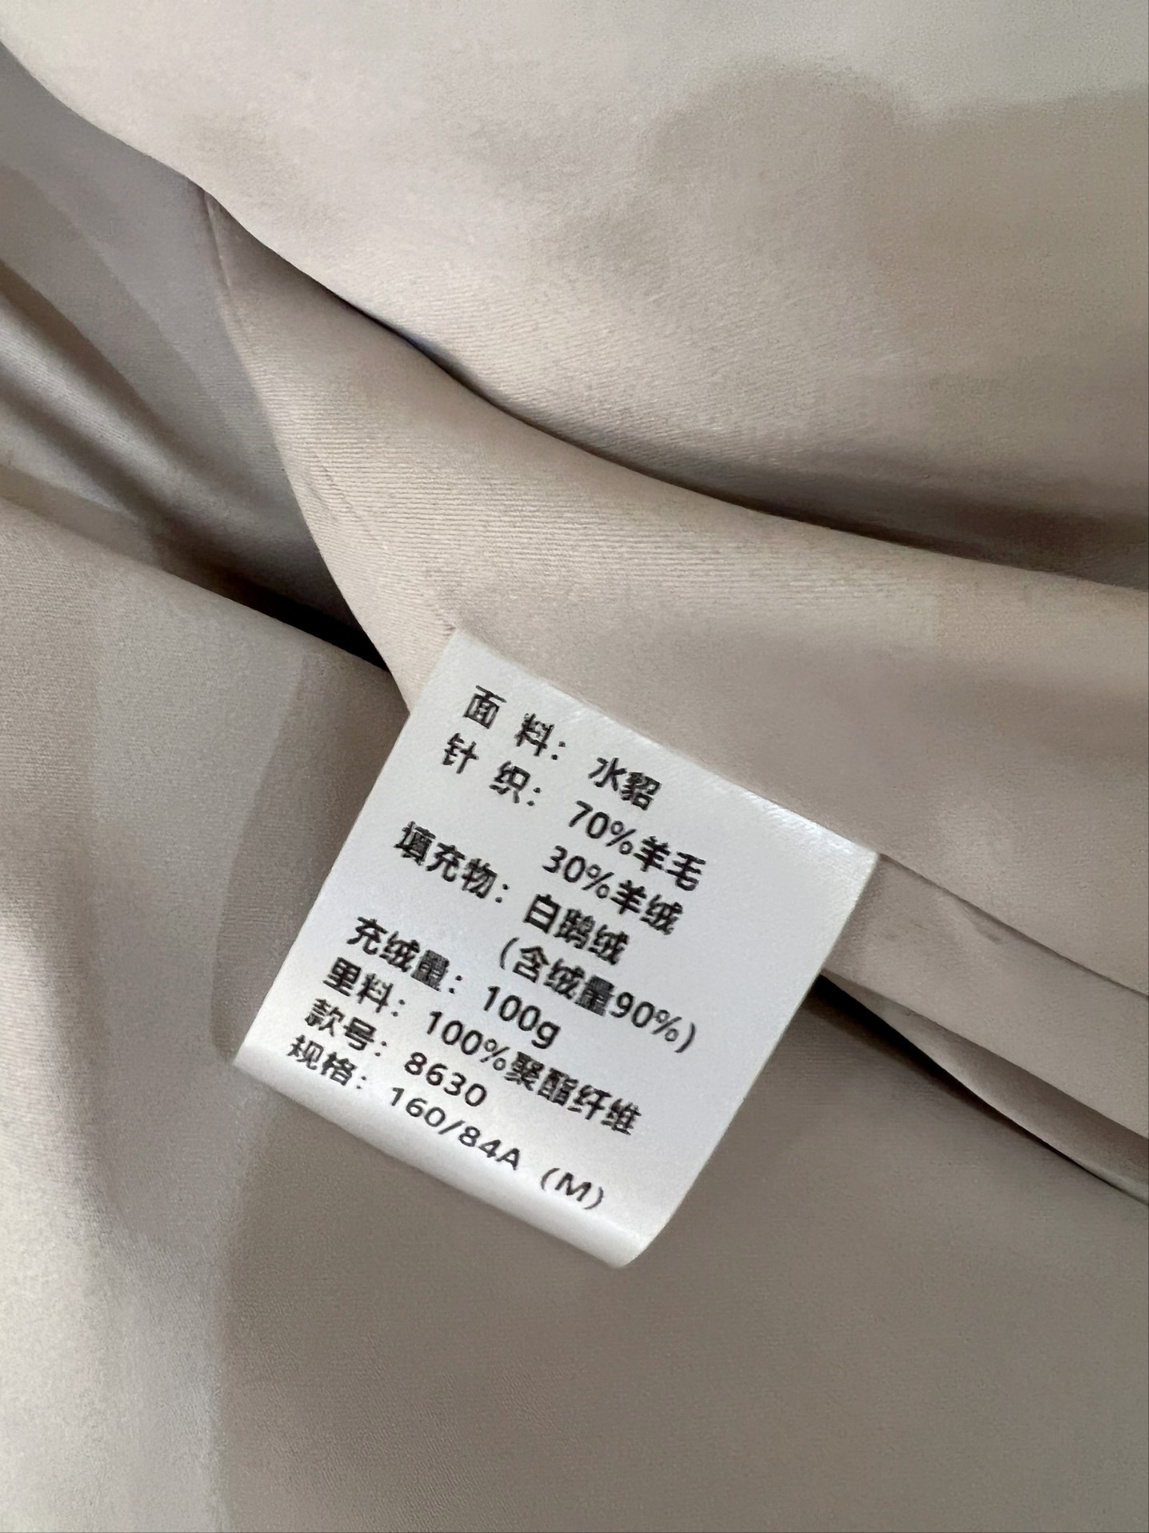 面 料：水貂
针 织：70%羊毛
30%羊绒
填充物：白鹅绒
（含绒量90%）
充绒量：100g
里料：100%聚酯纤维
款号：8630
规格：160/84A（M）